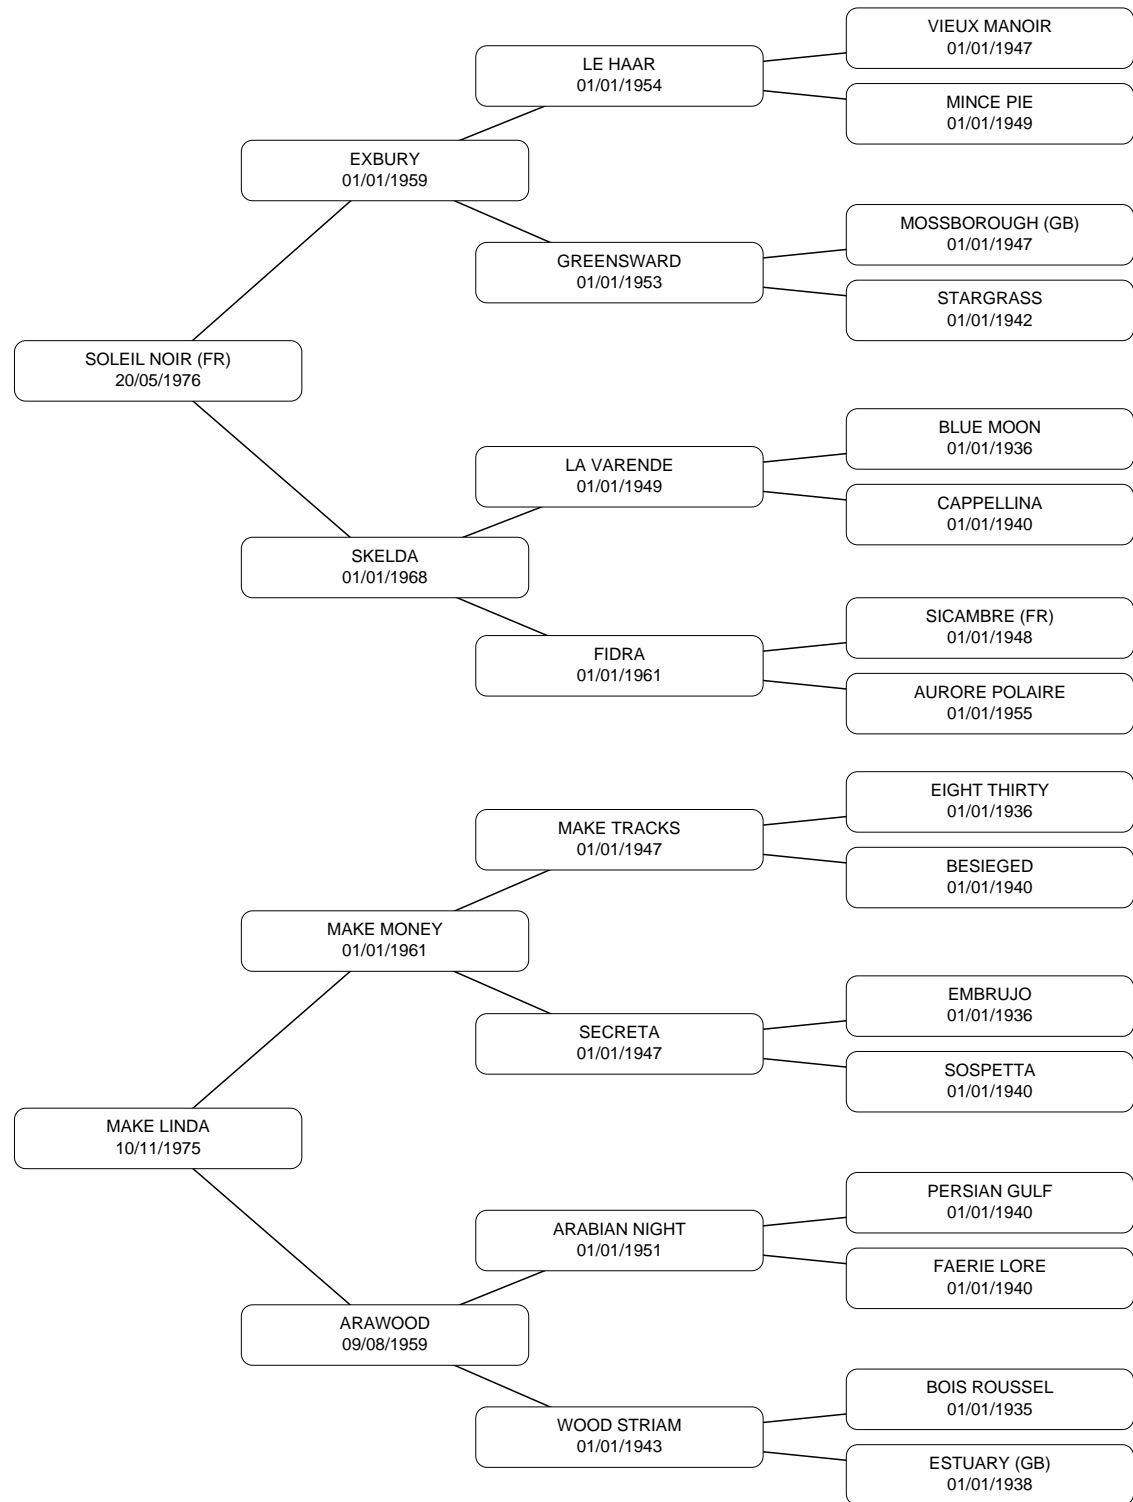 VIEUX MANOIR
01/01/1947
LE HAAR
01/01/1954
MINCE PIE
01/01/1949
EXBURY
01/01/1959
MOSSBOROUGH (GB)
01/01/1947
GREENSWARD
01/01/1953
STARGRASS
01/01/1942
SOLEIL NOIR (FR)
20/05/1976
BLUE MOON
01/01/1936
LA VARENDE
01/01/1949
CAPPELLINA
01/01/1940
SKELDA
01/01/1968
SICAMBRE (FR)
01/01/1948
FIDRA
01/01/1961
AURORE POLAIRE
01/01/1955
EIGHT THIRTY
01/01/1936
MAKE TRACKS
01/01/1947
BESIEGED
01/01/1940
MAKE MONEY
01/01/1961
EMBRUJO
01/01/1936
SECRETA
01/01/1947
SOSPETTA
01/01/1940
MAKE LINDA
10/11/1975
PERSIAN GULF
01/01/1940
ARABIAN NIGHT
01/01/1951
FAERIE LORE
01/01/1940
ARAWOOD
09/08/1959
BOIS ROUSSEL
01/01/1935
WOOD STRIAM
01/01/1943
ESTUARY (GB)
01/01/1938